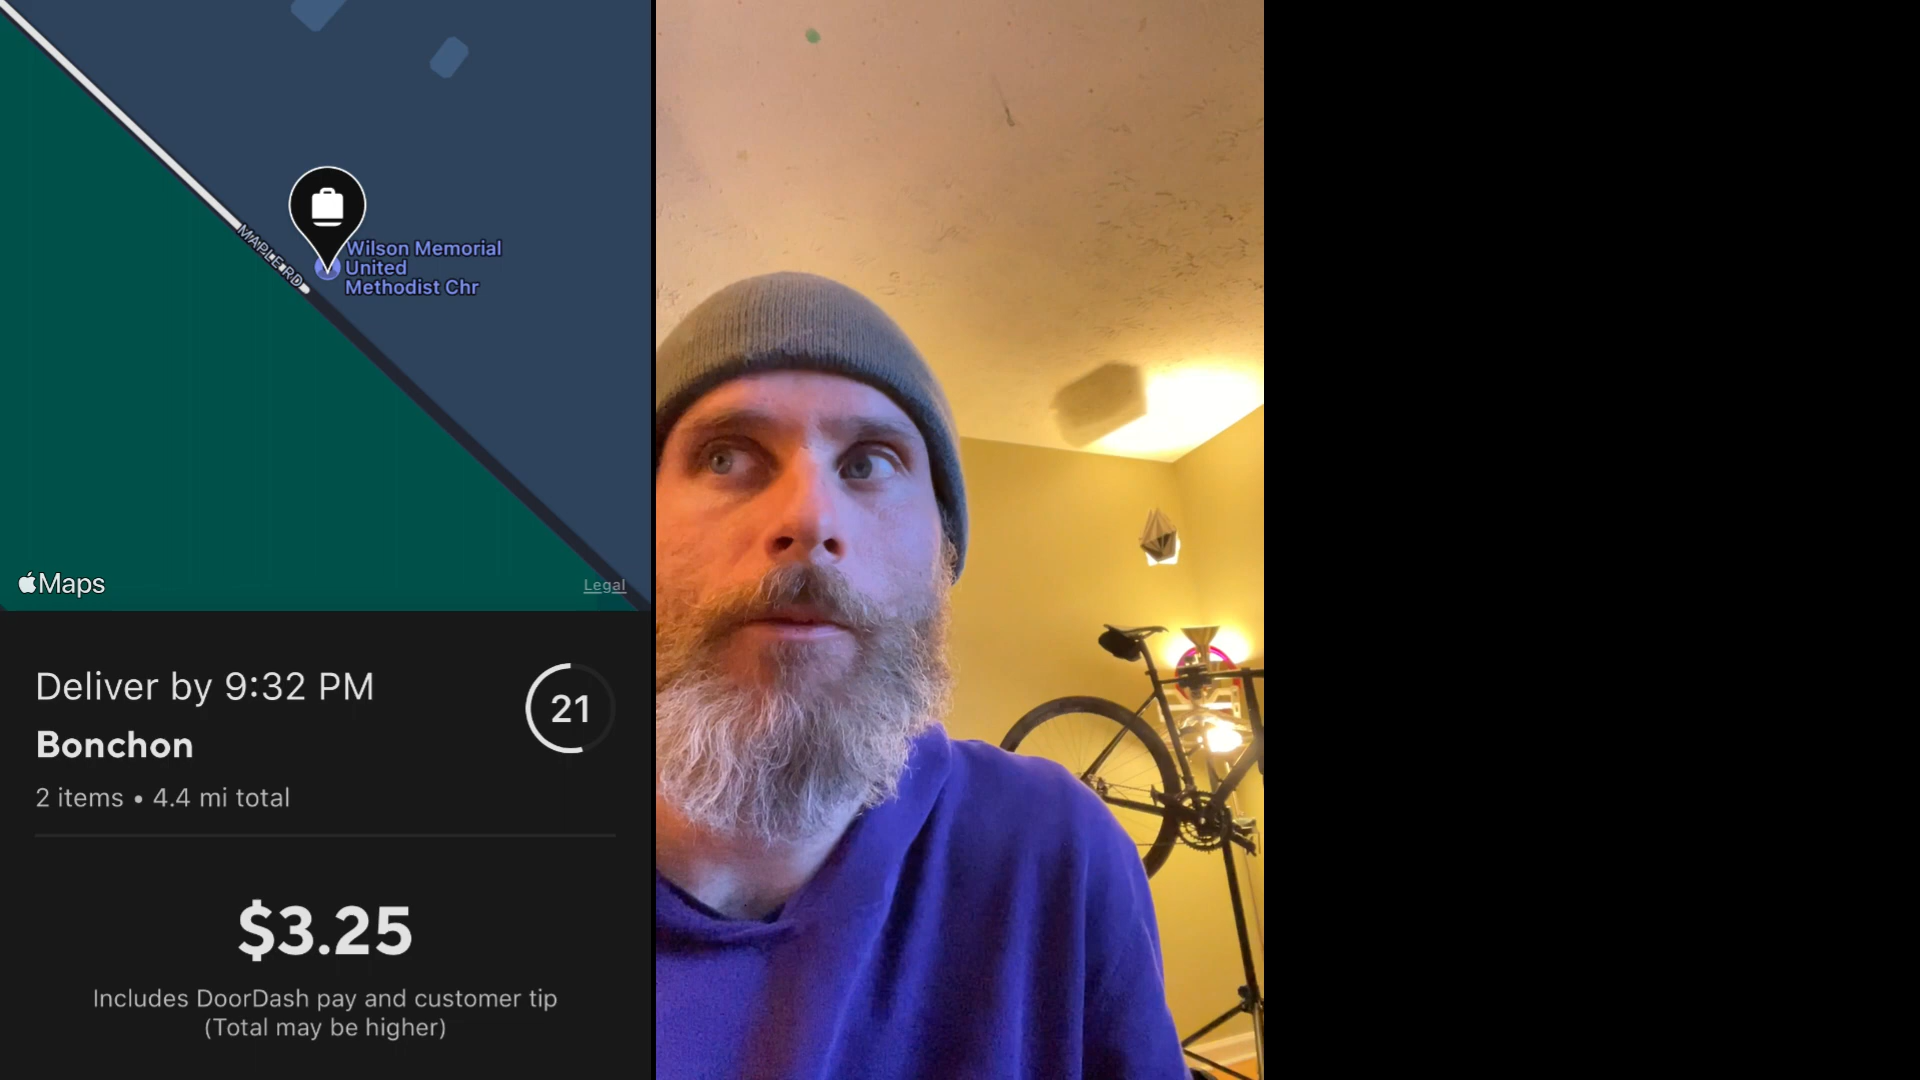 MAPLE RD
Wilson Memorial
United
Methodist Chr
Maps
Legal
Deliver by 9:32 PM
21
Bonchon
2 items • 4.4 mi total
$3.25
Includes DoorDash pay and customer tip
(Total may be higher)